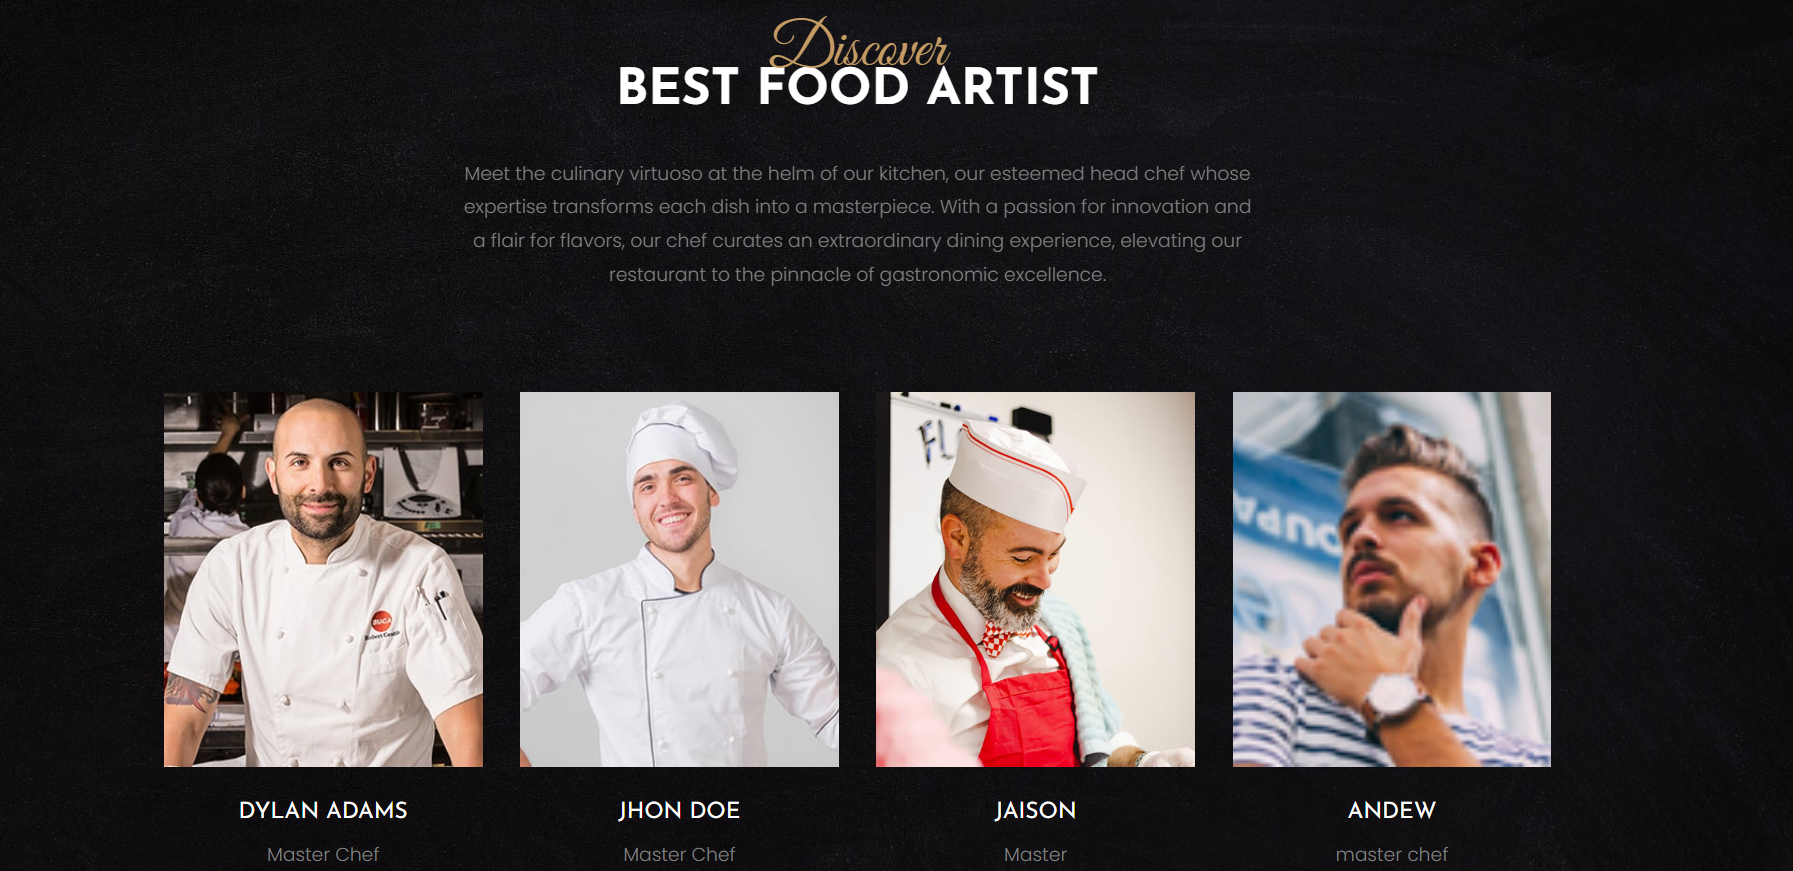 Discover
BEST FOOD ARTIST
Meet the culinary virtuoso at the helm of our kitchen, our esteemed head chef whose
expertise transforms each dish into a masterpiece. With a passion for innovation and
a flair for flavors, our chef curates an extraordinary dining experience, elevating our
restaurant to the pinnacle of gastronomic excellence.
FL
BUGA
DYLAN ADAMS
JHON DOE
JAISON
ANDEW
Master Chef
Master Chef
Master
master chef